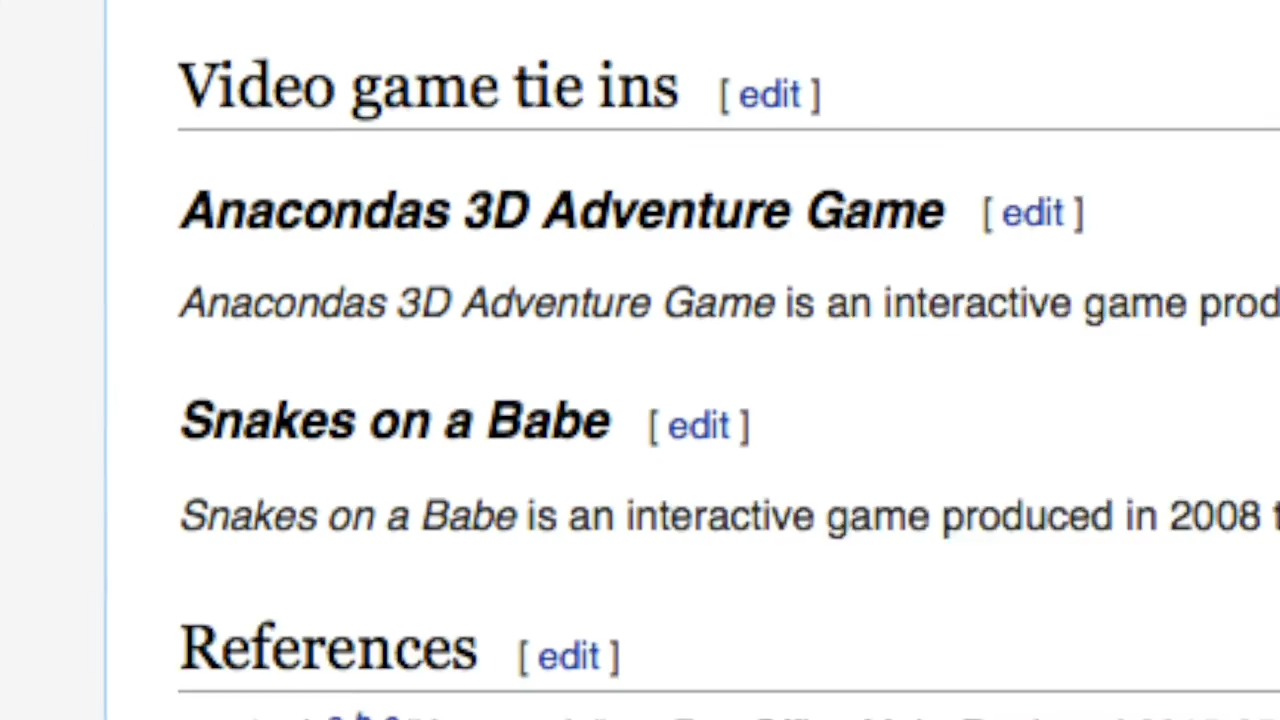 Video game tie ins [ edit ]
Anacondas 3D Adventure Game [ edit ]
Anacondas 3D Adventure Game is an interactive game prod
Snakes on a Babe [ edit ]
Snakes on a Babe is an interactive game produced in 2008
References [ edit ]